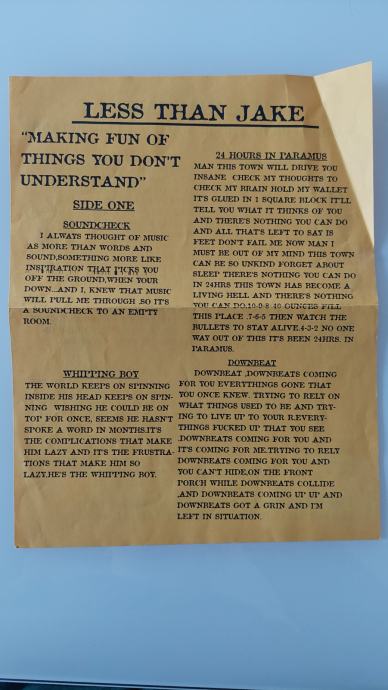 LESS THAN JAKE
"MAKING FUN OF
THINGS YOU DON'T
UNDERSTAND"
SIDE ONE
SOUNDCHECK
I ALWAYS THOUGHT OF MUSIC
AS MORE THAN WORDS AND
SOUND,SOMETHING MORE LIKE
INSPIRATION THAT PICKS YOU
OFF THE GROUND,WHEN YOUR
DOWN...AND I, KNEW THAT MUSIC
WILL PULL ME THROUGH .SO IT'S
A SOUNDCHECK TO AN EMPTY
ROOM.
WHIPPING BOY
THE WORLD KEEPS ON SPINNING
INSIDE HIS HEAD KEEPS ON SPIN-
NING WISHING HE COULD BE ON
TOP FOR ONCE, SEEMS HE HASN'T
SPOKE A WORD IN MONTHS.IT'S
THE COMPLICATIONS THAT MAKE
HIM LAZY AND IT'S THE FRUSTRA-
TIONS THAT MAKE HIM SO
LAZY.HE'S THE WHIPPING BOY.
24 HOURS IN PARAMUS
MAN THIS TOWN WILL DRIVE YOU
INSANE CHECK MY THOUGHTS TO
CHECK MY BRAIN HOLD MY WALLET
IT'S GLUED IN 1 SQUARE BLOCK IT'LL
TELL YOU WHAT IT THINKS OF YOU
AND THERE'S NOTHING YOU CAN DO
AND ALL THAT'S LEFT TO SAY IS
FEET DON'T FAIL ME NOW MAN I
MUST BE OUT OF MIND THIS TOWN
CAN BE SO UNKIND FORGET ABOUT
SLEEP THERE'S NOTHING YOU CAN DO
IN 24HRS THIS TOWN HAS BECOME A
LIVING HELL AND THERE'S NOTHING
YOU CAN DO.10-9-8-40 OUNCES FILL
THIS PLACE .7-6-5 THEN WATCH THE
BULLETS TO STAY ALIVE.4-3-2 NO ONE
WAY OUT OF THIS IT'S BEEN 24HRS. IN
PARAMUS.
DOWNBEAT
DOWNBEAT ,DOWNBEATS COMING
FOR YOU EVERYTHINGS GONE THAT
YOU ONCE KNEW. TRYING TO RELY ON
WHAT THINGS USED TO BE AND TRY-
ING TO LIVE UP TO YOUR REVERY-
THINGS FUCKED UP THAT YOU SEE
.DOWNBEATS COMING FOR YOU AND
IT'S COMING FOR ME.TRYING TO RELY
DOWNBEATS COMING FOR YOU AND
YOU CAN'T HIDE.ON THE FRONT
PORCH WHILE DOWNBEATS COLLIDE
,AND DOWNBEATS COMING UP UP AND
DOWNBEATS GOT A GRIN AND I'M
LEFT IN SITUATION.